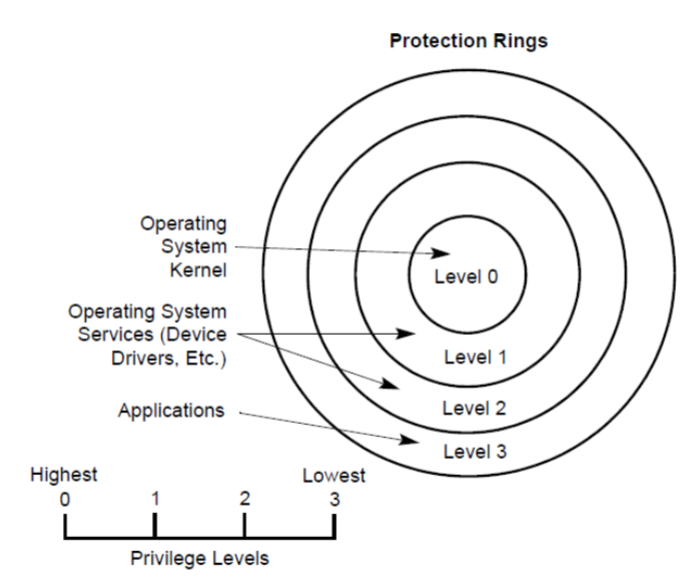 Protection Rings
Operating
System
Kernel
Level 0
Operating System
Services (Device
Drivers, Etc.)
Level 1
Level 2
Applications
Level 3
Highest
Lowest
0 1 2 3
Privilege Levels